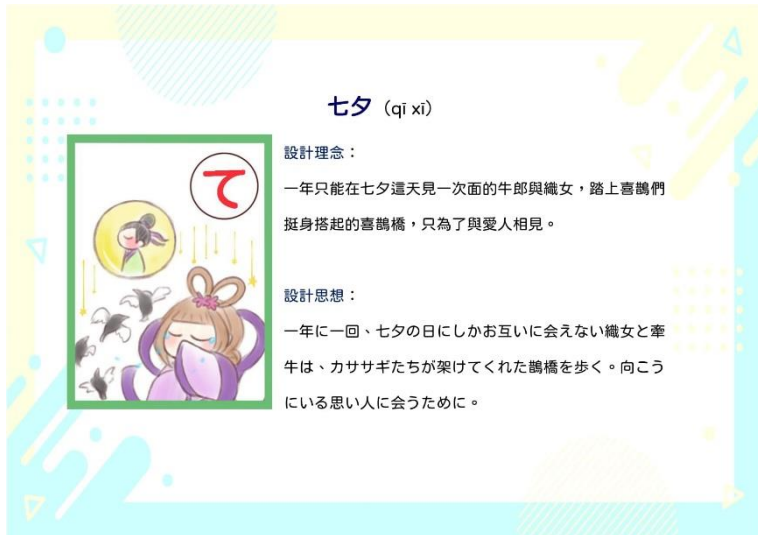 七夕（qī xī）
て
設計理念：
一年只能在七夕這天見一次面的牛郎與織女，踏上喜鵲們
挺身搭起的喜鵲橋，只為了與愛人相見。
設計思想：
一年に一回、七夕の日にしかお互いに会えない織女と牽
牛は、カササギたちが架けてくれた鵲橋を歩く。向こう
にいる思い人に会うために。